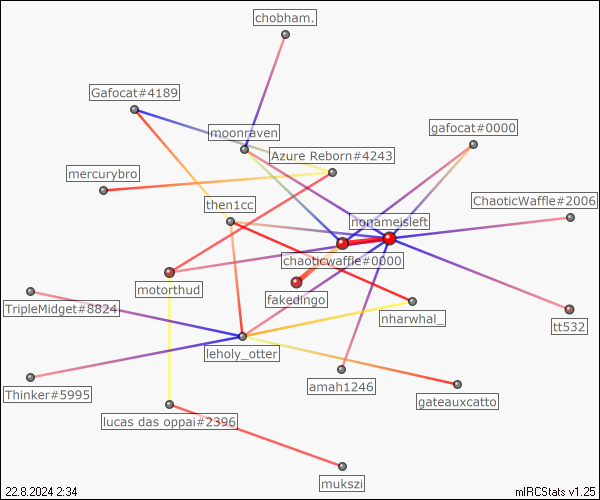 chobham.
Gafocat#4189
moonraven
gafocat#0000
Azure Reborn#4243
mercurybro
ChaoticWaffle#2006
then1cc
nonameisleft
chaoticwaffle#0000
motorthud
fakedingo
TripleMidget#8824
nharwhal_
tt532
leholy_otter
amah1246
Thinker#5995
gateauxcatto
lucas das oppai#2396
mukszi
22.8.2024 2:34
mIRCStats v1.25